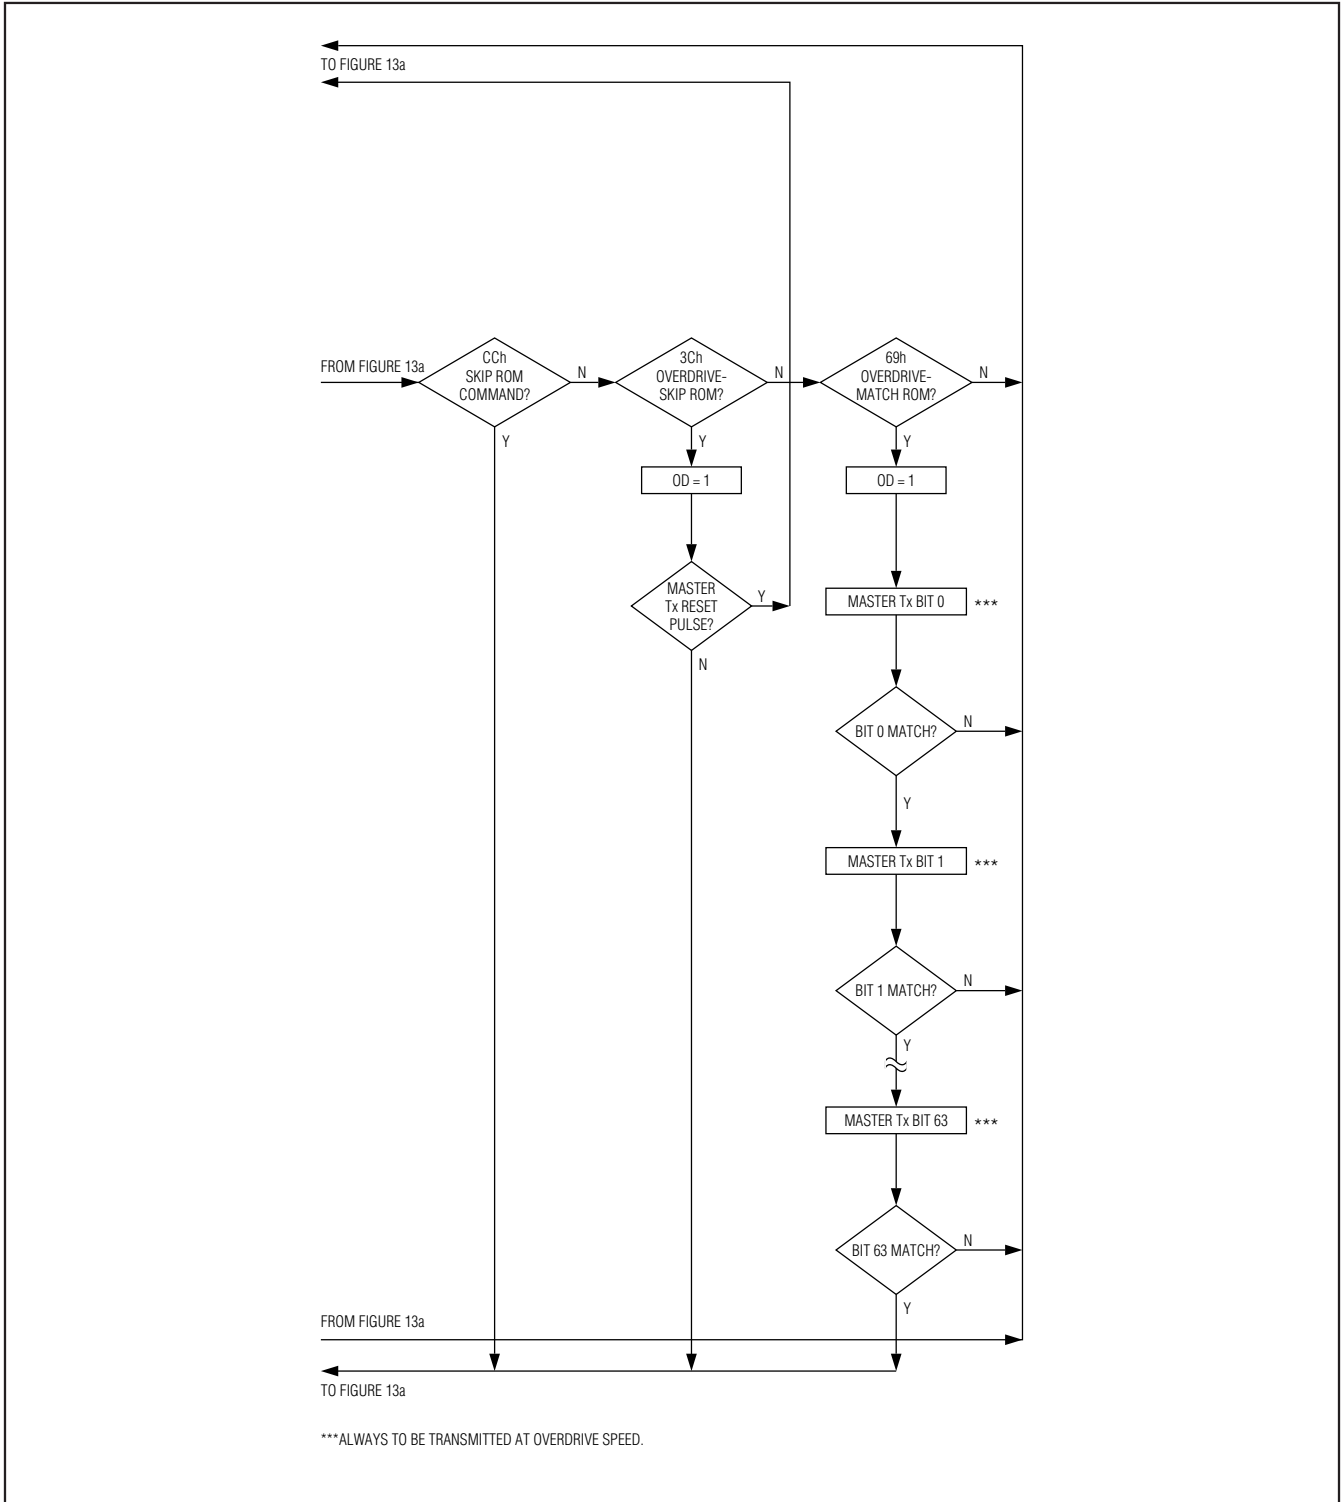 TO FIGURE 13a
FROM FIGURE 13a
CCh
SKIP ROM
COMMAND?
N
Y
3Ch
OVERDRIVE-
SKIP ROM?
N
Y
69h
OVERDRIVE-
MATCH ROM?
N
Y
OD = 1
OD = 1
MASTER
Tx RESET
PULSE?
Y
N
MASTER Tx BIT 0
***
BIT 0 MATCH?
N
Y
MASTER Tx BIT 1
***
BIT 1 MATCH?
N
Y
MASTER Tx BIT 63
***
BIT 63 MATCH?
N
Y
FROM FIGURE 13a
TO FIGURE 13a
***ALWAYS TO BE TRANSMITTED AT OVERDRIVE SPEED.